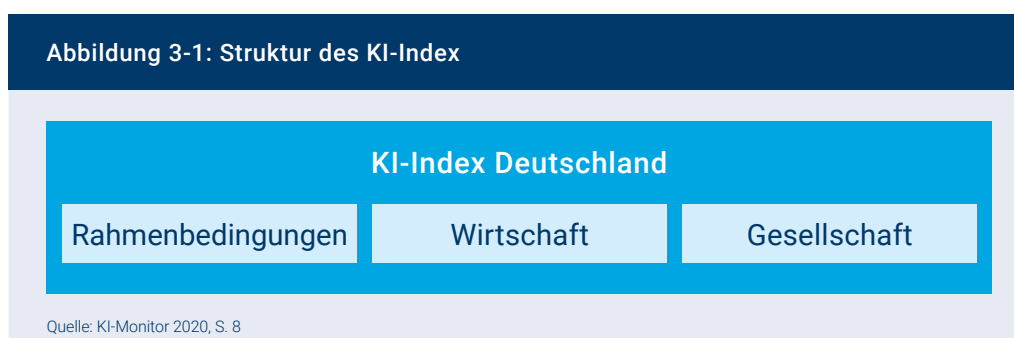 Abbildung 3-1: Struktur des KI-Index
KI-Index Deutschland
Rahmenbedingungen Wirtschaft Gesellschaft
Quelle: KI-Monitor 2020, S. 8